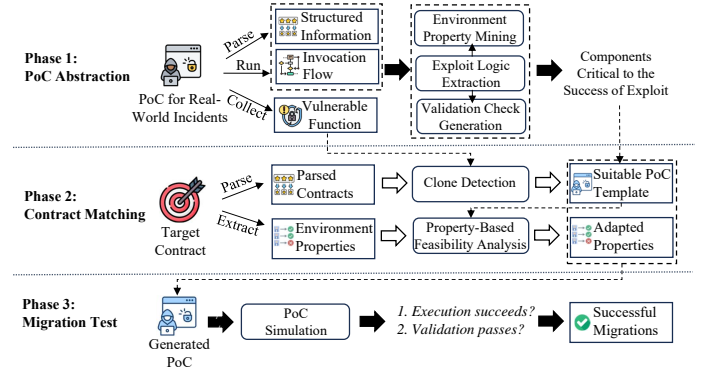 Phase 1:
PoC Abstraction
PoC for Real-
World Incidents
Parse
Run
Collect
Structured
Information
Invocation
Flow
Vulnerable
Function
Environment
Property Mining
Exploit Logic
Extraction
Validation Check
Generation
Components
Critical to the
Success of Exploit
Phase 2:
Contract Matching
Target
Contract
Parse
Extract
Parsed
Contracts
Environment
Properties
Clone Detection
Property-Based
Feasibility Analysis
Suitable PoC
Template
Adapted
Properties
Phase 3:
Migration Test
Generated
PoC
PoC
Simulation
1. Execution succeeds?
2. Validation passes?
Successful
Migrations